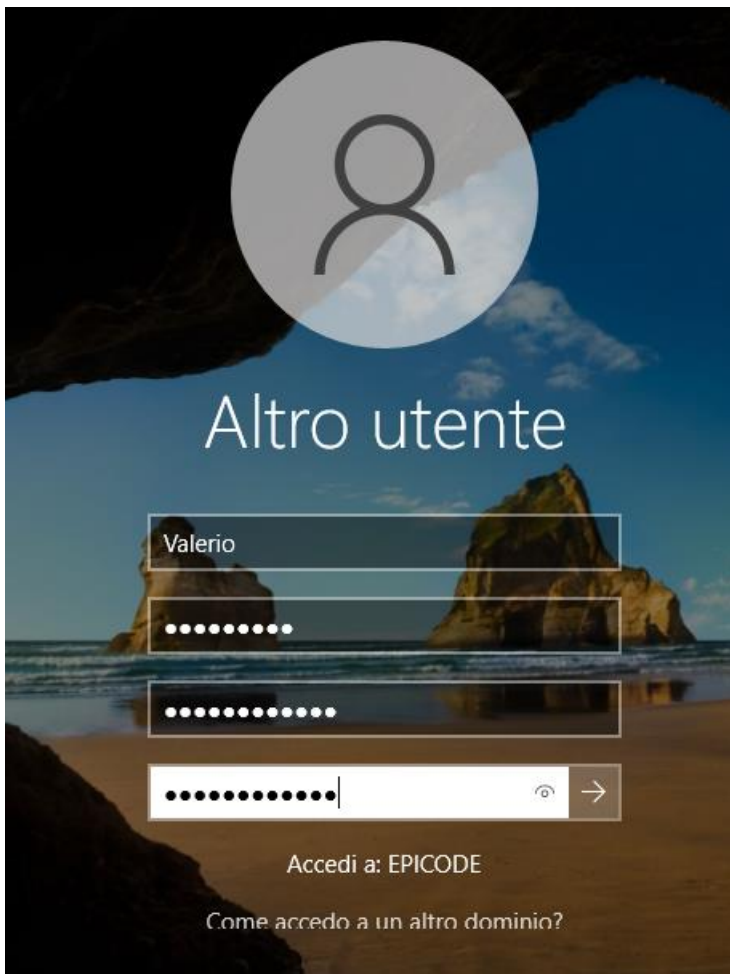 Altro utente
Valerio
•••••••••
••••••••••••
••••••••••••
Accedi a: EPICODE
Come accedo a un altro dominio?